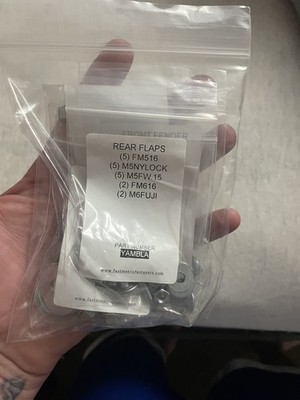 FRONT FENDER
REAR FLAPS
(5) FM516
(5) M5NYLOCK
(5) M5FW.15
(2) FM616
(2) M6FUJI
YAMBLA
www.fastmetricfasteners.com